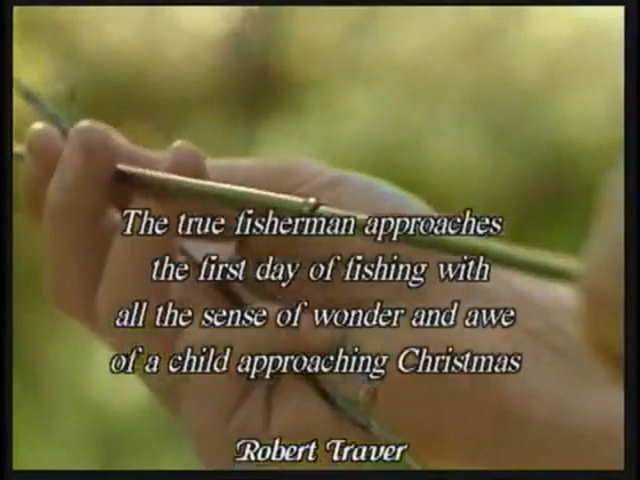 The true fisherman approaches
the first day of fishing with
all the sense of wonder and awe
of a child approaching Christmas
Robert Traver